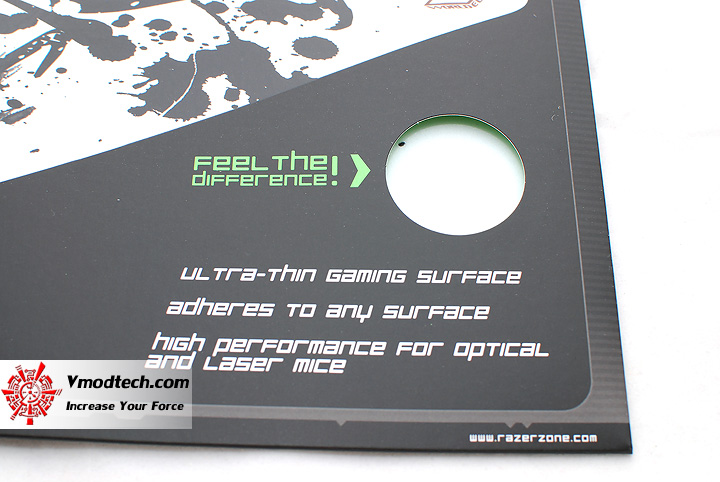 FEEL THE
DIFFERENCE!
ULTRA-THIN GAMING SURFACE
ADHERES TO ANY SURFACE
HIGH PERFORMANCE FOR OPTICAL
AND LASER MICE
Vmodtech.com
Increase Your Force
www.razerzone.com